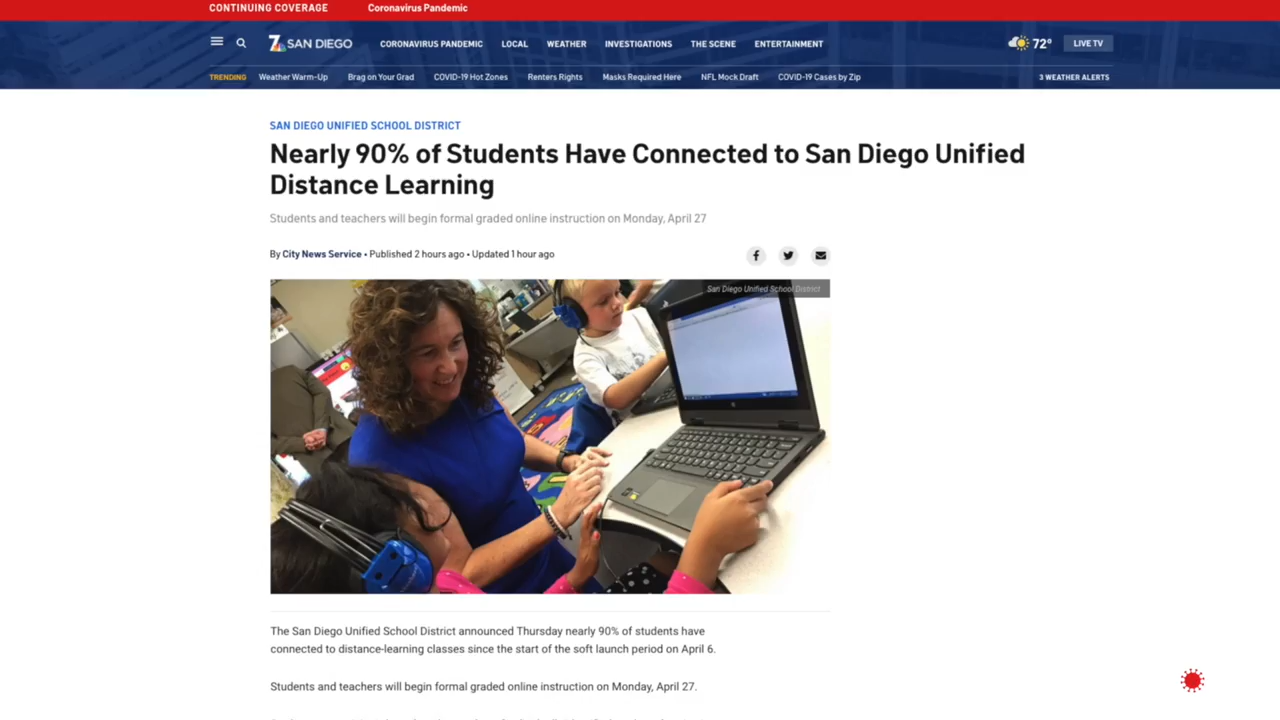 CONTINUING COVERAGE Coronavirus Pandemic
7 SAN DIEGO CORONAVIRUS PANDEMIC LOCAL WEATHER INVESTIGATIONS THE SCENE ENTERTAINMENT 72° LIVE TV
TRENDING Weather Warm-Up Brag on Your Grad COVID-19 Hot Zones Renters Rights Masks Required Here NFL Mock Draft COVID-19 Cases by Zip 3 WEATHER ALERTS
SAN DIEGO UNIFIED SCHOOL DISTRICT
Nearly 90% of Students Have Connected to San Diego Unified
Distance Learning
Students and teachers will begin formal graded online instruction on Monday, April 27
By City News Service • Published 2 hours ago • Updated 1 hour ago
San Diego Unified School District
The San Diego Unified School District announced Thursday nearly 90% of students have
connected to distance-learning classes since the start of the soft launch period on April 6.
Students and teachers will begin formal graded online instruction on Monday, April 27.